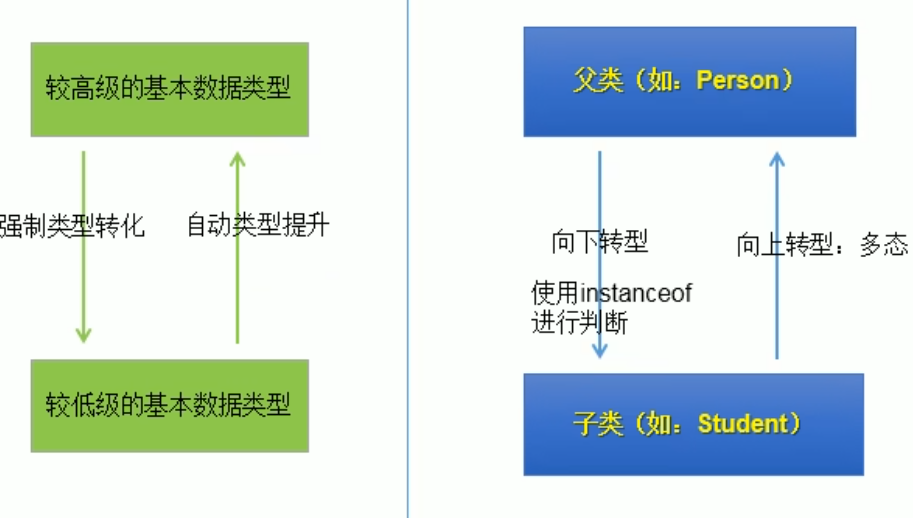 较高级的基本数据类型
强制类型转化
自动类型提升
较低级的基本数据类型
父类（如：Person）
向下转型
使用instanceof
进行判断
向上转型：多态
子类（如：Student）